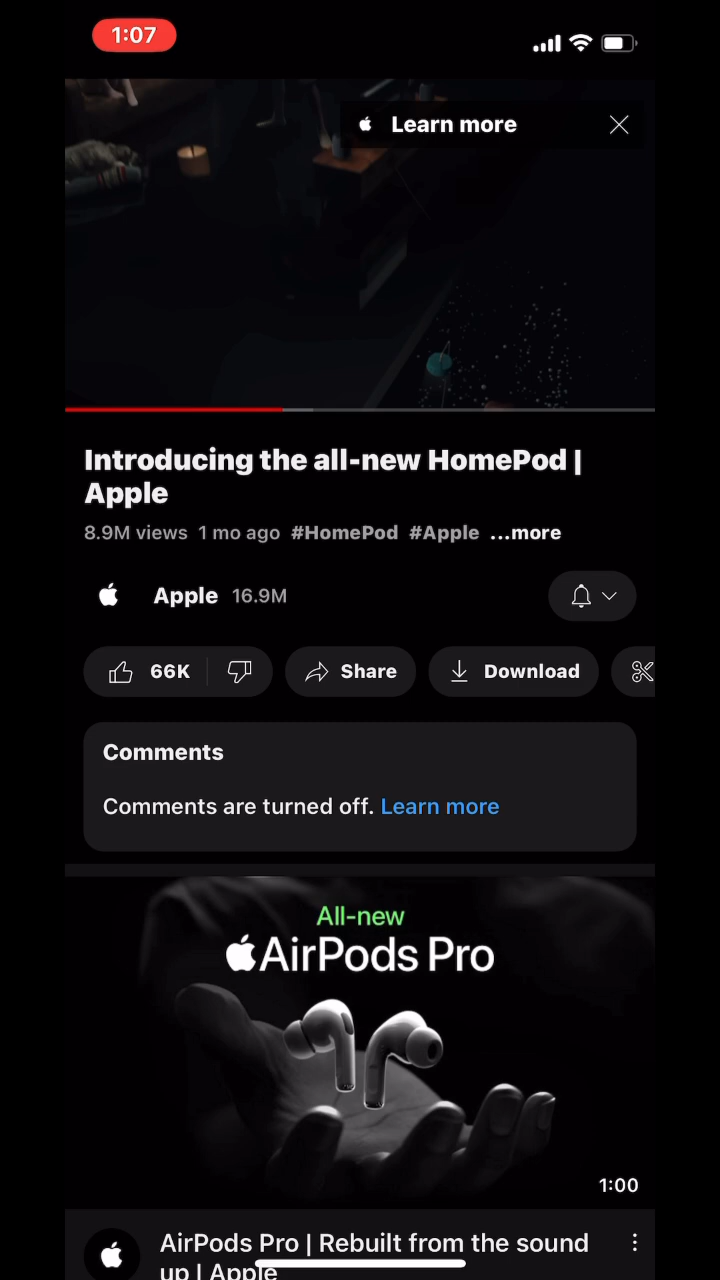 1:07
Learn more
Introducing the all-new HomePod |
Apple
8.9M views 1 mo ago #HomePod #Apple ...more
Apple 16.9M
66K Share Download
Comments
Comments are turned off. Learn more
All-new
AirPods Pro
1:00
AirPods Pro | Rebuilt from the sound
up | Apple